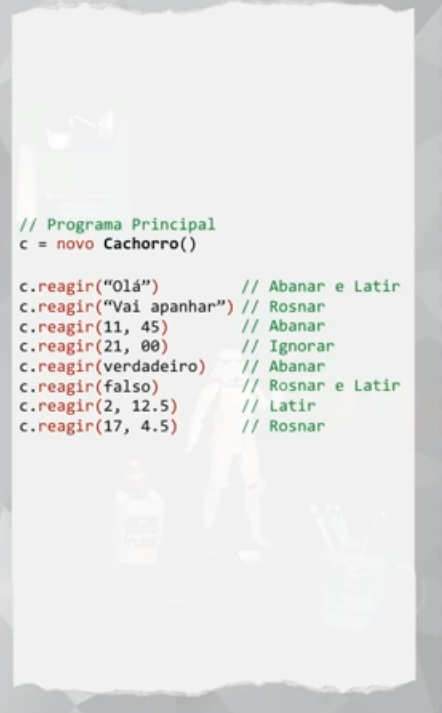 // Programa Principal
c = novo Cachorro()
c.reagir(“Olá”) // Abanar e Latir
c.reagir(“Vai apanhar”) // Rosnar
c.reagir(11, 45) // Abanar
c.reagir(21, 00) // Ignorar
c.reagir(verdadeiro) // Abanar
c.reagir(falso) // Rosnar e Latir
c.reagir(2, 12.5) // Latir
c.reagir(17, 4.5) // Rosnar